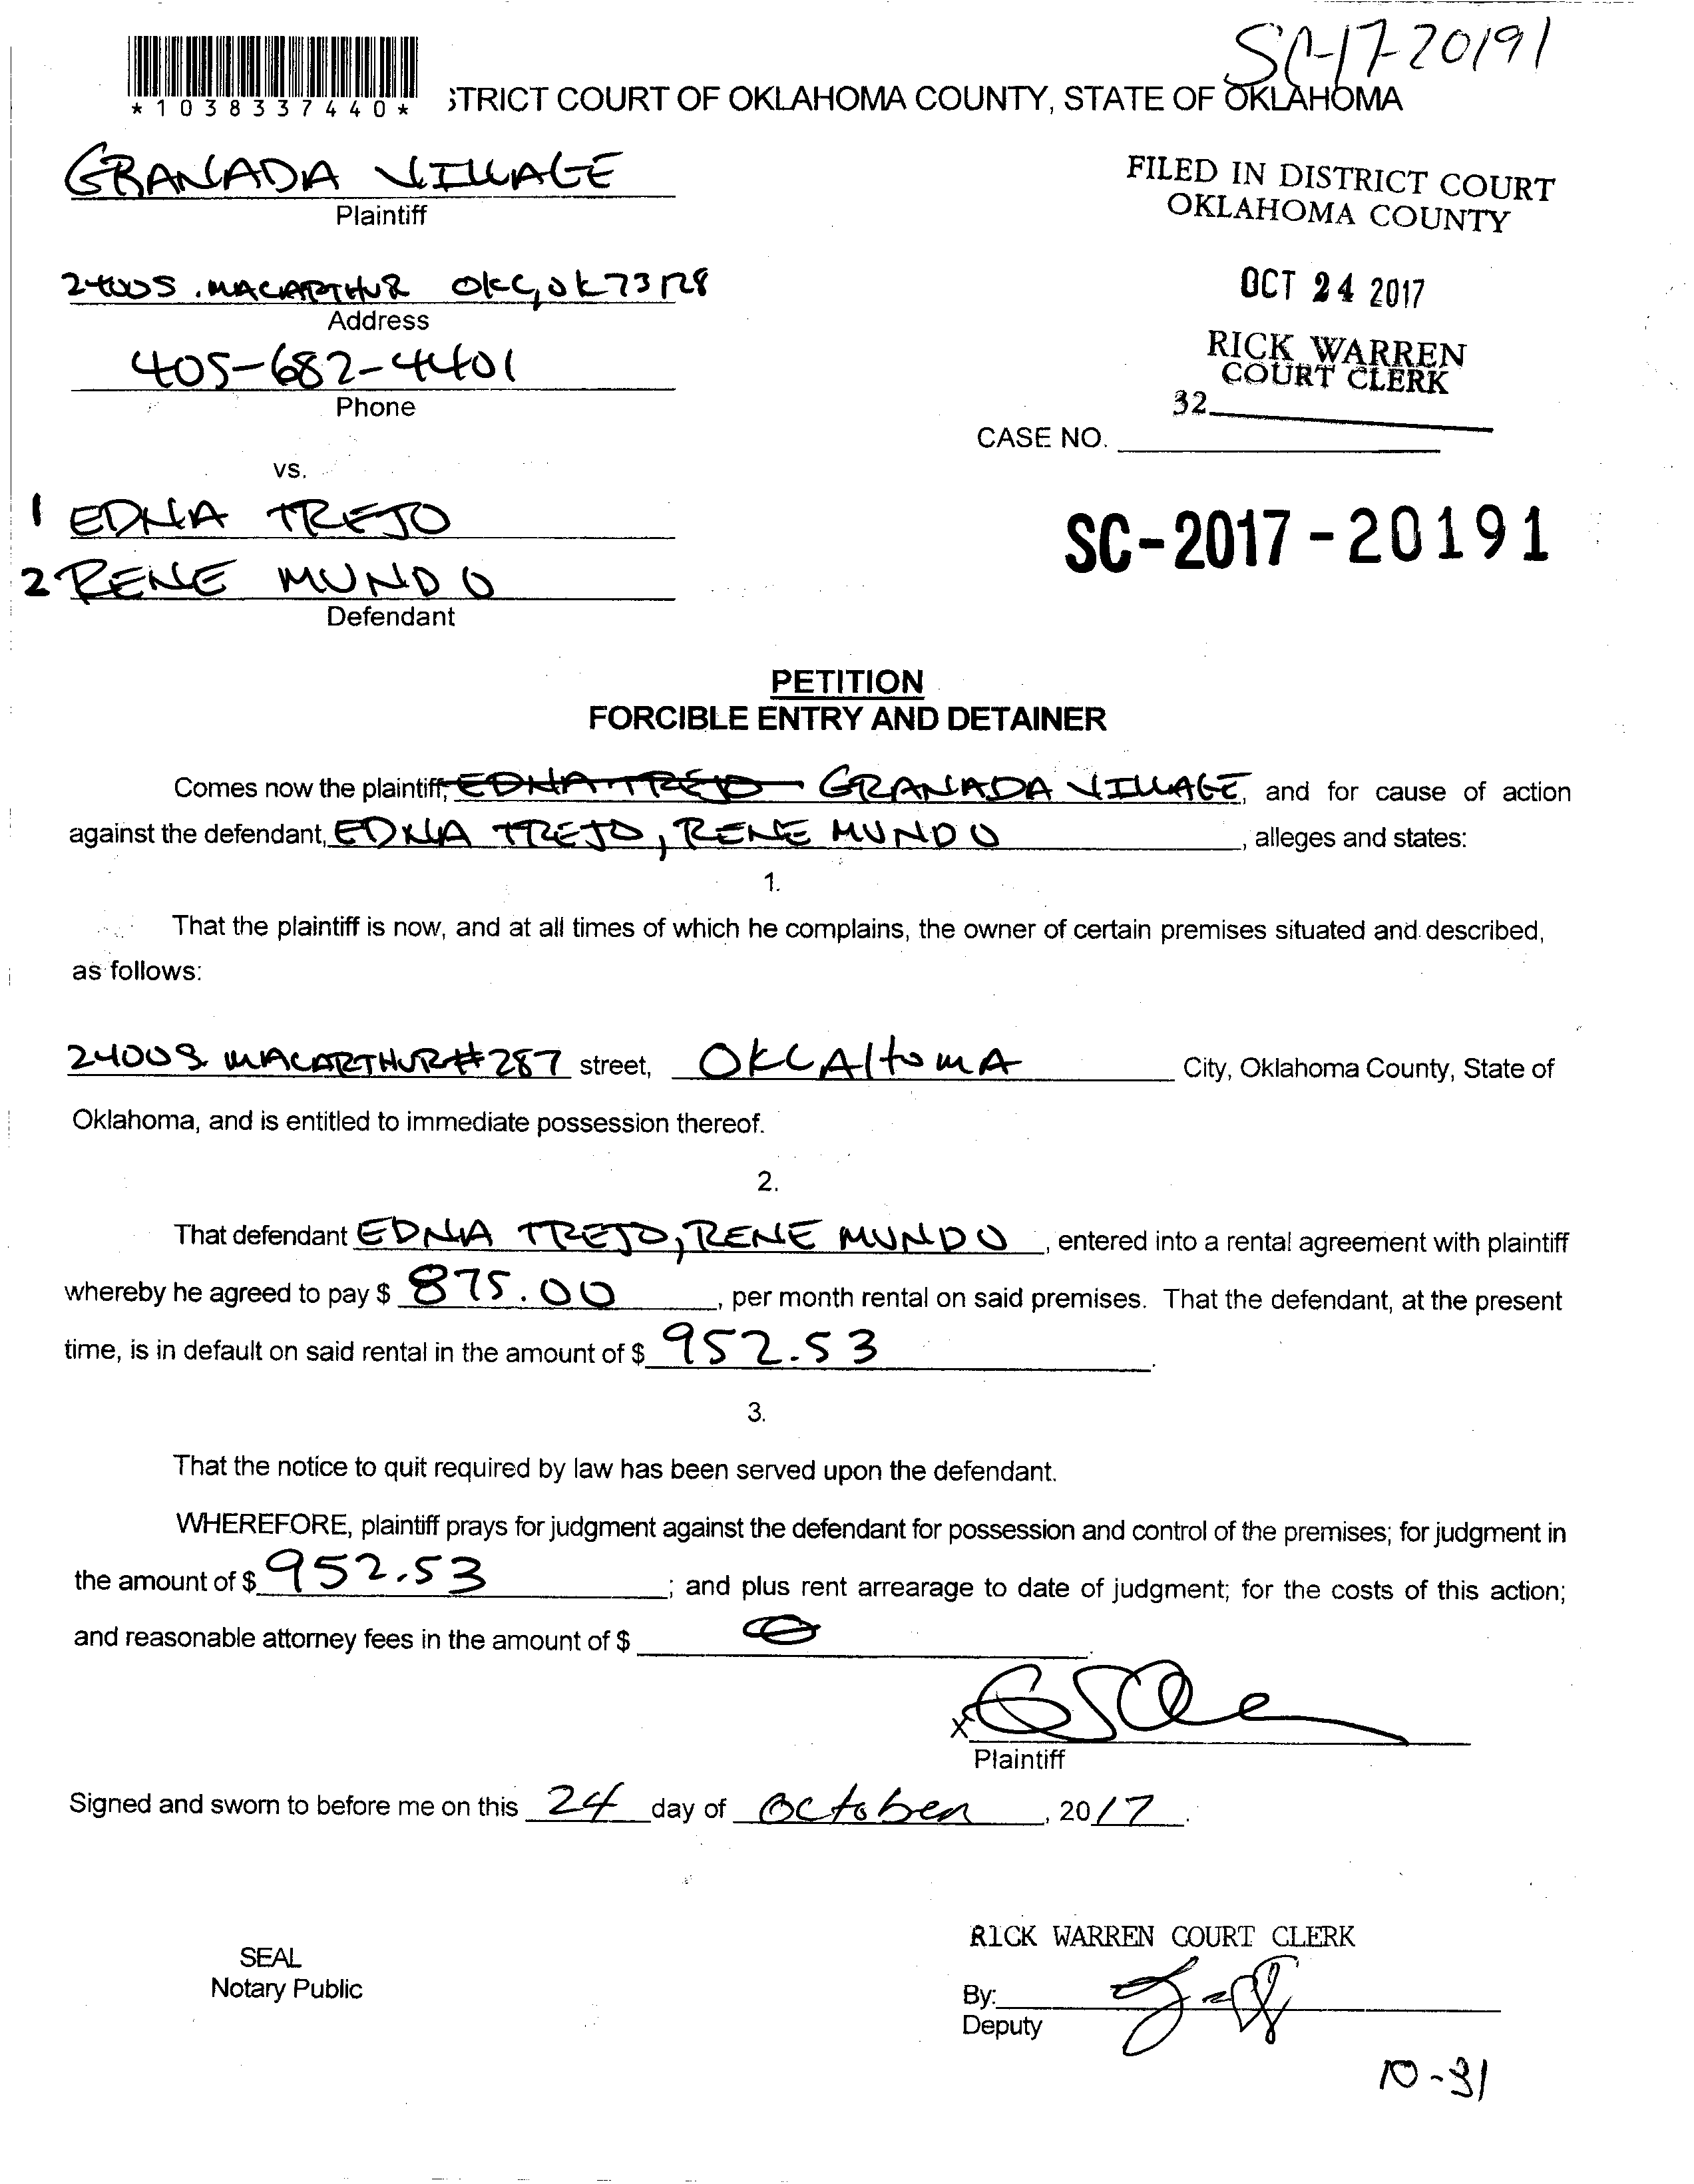 SC-17-20191
*1038337440*
STRICT COURT OF OKLAHOMA COUNTY, STATE OF OKLAHOMA
GRANADA VILLAGE
Plaintiff
FILED IN DISTRICT COURT
OKLAHOMA COUNTY
2400 S. MACARTHUR OKC, OK 73128
Address
OCT 24 2017
405-682-4401
Phone
RICK WARREN
COURT CLERK
32
CASE NO.
vs.
1 EDNA TREJO
2 RENE MUNDO
Defendant
SC-2017-20191
PETITION
FORCIBLE ENTRY AND DETAINER
Comes now the plaintiff, EDNA TREJO GRANADA VILLAGE, and for cause of action
against the defendant, EDNA TREJO, RENE MUNDO, alleges and states:
1.
That the plaintiff is now, and at all times of which he complains, the owner of certain premises situated and described,
as follows:
2400 S. MACARTHUR #287 street, OKLAHOMA City, Oklahoma County, State of
Oklahoma, and is entitled to immediate possession thereof.
2.
That defendant EDNA TREJO, RENE MUNDO, entered into a rental agreement with plaintiff
whereby he agreed to pay $ 875.00, per month rental on said premises. That the defendant, at the present
time, is in default on said rental in the amount of $ 952.53.
3.
That the notice to quit required by law has been served upon the defendant.
WHEREFORE, plaintiff prays for judgment against the defendant for possession and control of the premises; for judgment in
the amount of $ 952.53; and plus rent arrearage to date of judgment; for the costs of this action;
and reasonable attorney fees in the amount of $ 0.
X
Plaintiff
Signed and sworn to before me on this 24 day of October, 2017.
RICK WARREN COURT CLERK
SEAL
Notary Public
By:
Deputy
10-31